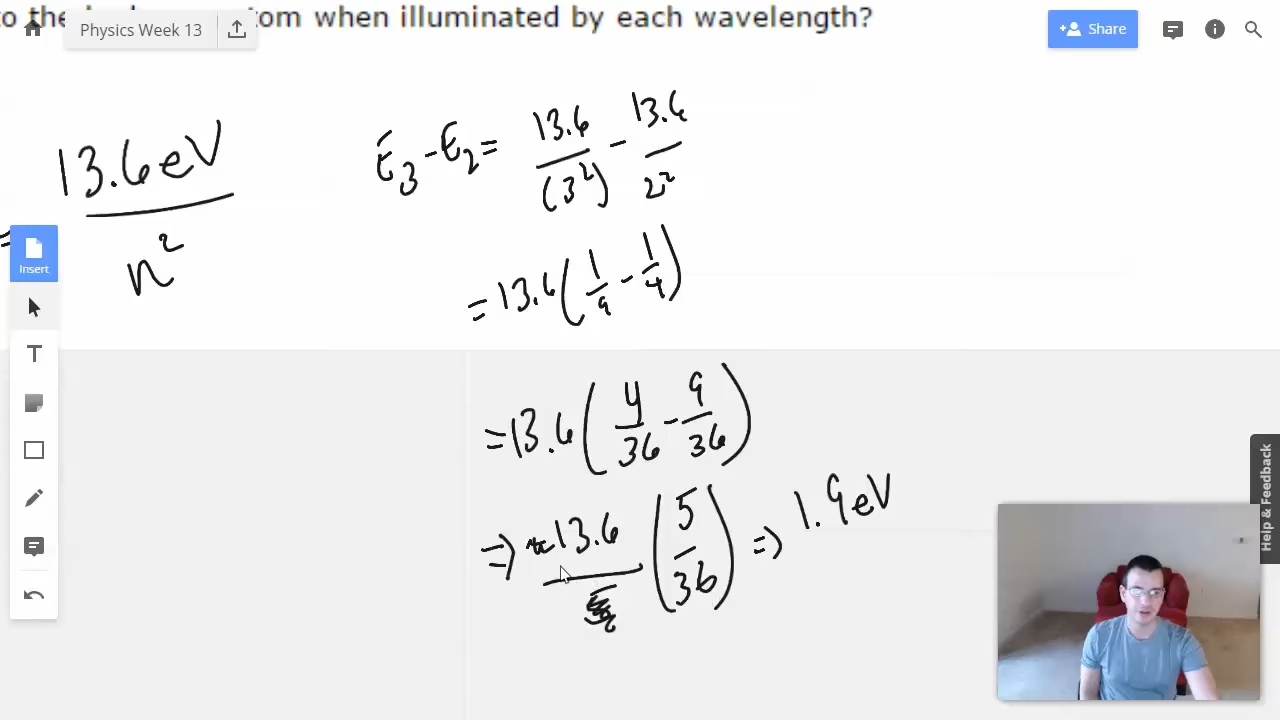 o the tom when illuminated by each wavelength?
Physics Week 13
Share
13.6eV
n²
E₃-E₂= 13.6/(3²) - 13.6/2²
=13.6(1/9 - 1/4)
Insert
T
=13.6(4/36 - 9/36)
⇒ 13.6 (5/36) ⇒ 1.9eV
Help & Feedback